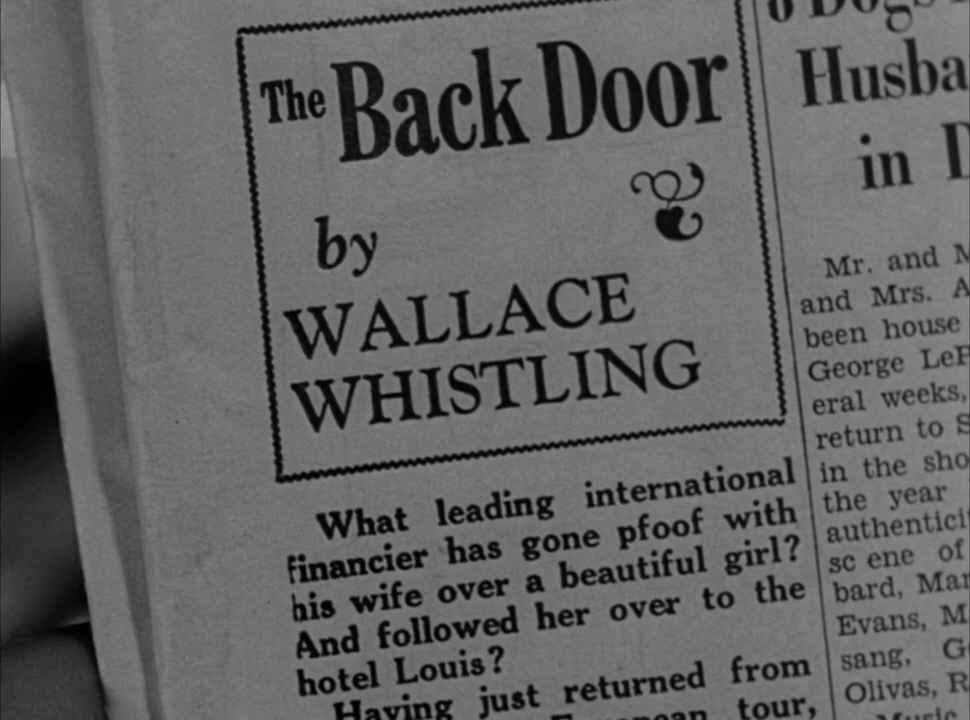 The Back Door
by
WALLACE
WHISTLING
What leading international
financier has gone pfoof with
his wife over a beautiful girl?
And followed her over to the
hotel Louis?
Having just returned from
tour,
Husba
in D
Mr. and M
and Mrs. A
been house
George LeF
eral weeks,
return to S
in the sho
the year
authentici
sc ene of
bard, Mar
Evans, M
sang, G
Olivas, R
Music